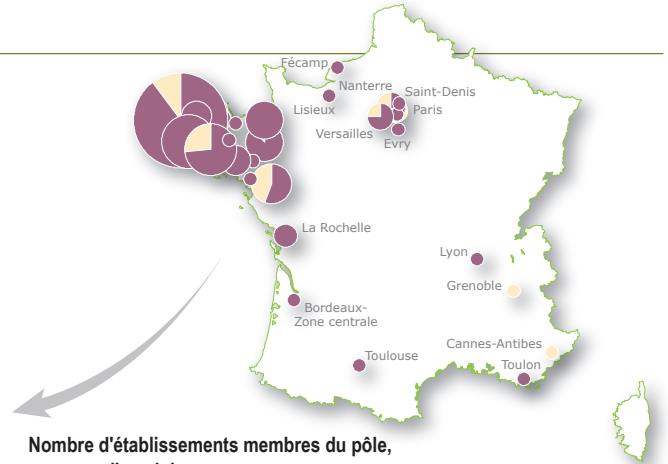 Fécamp
Nanterre
Saint-Denis
Lisieux
Paris
Versailles
Evry
La Rochelle
Lyon
Grenoble
Bordeaux-
Zone centrale
Cannes-Antibes
Toulouse
Toulon
Nombre d'établissements membres du pôle,